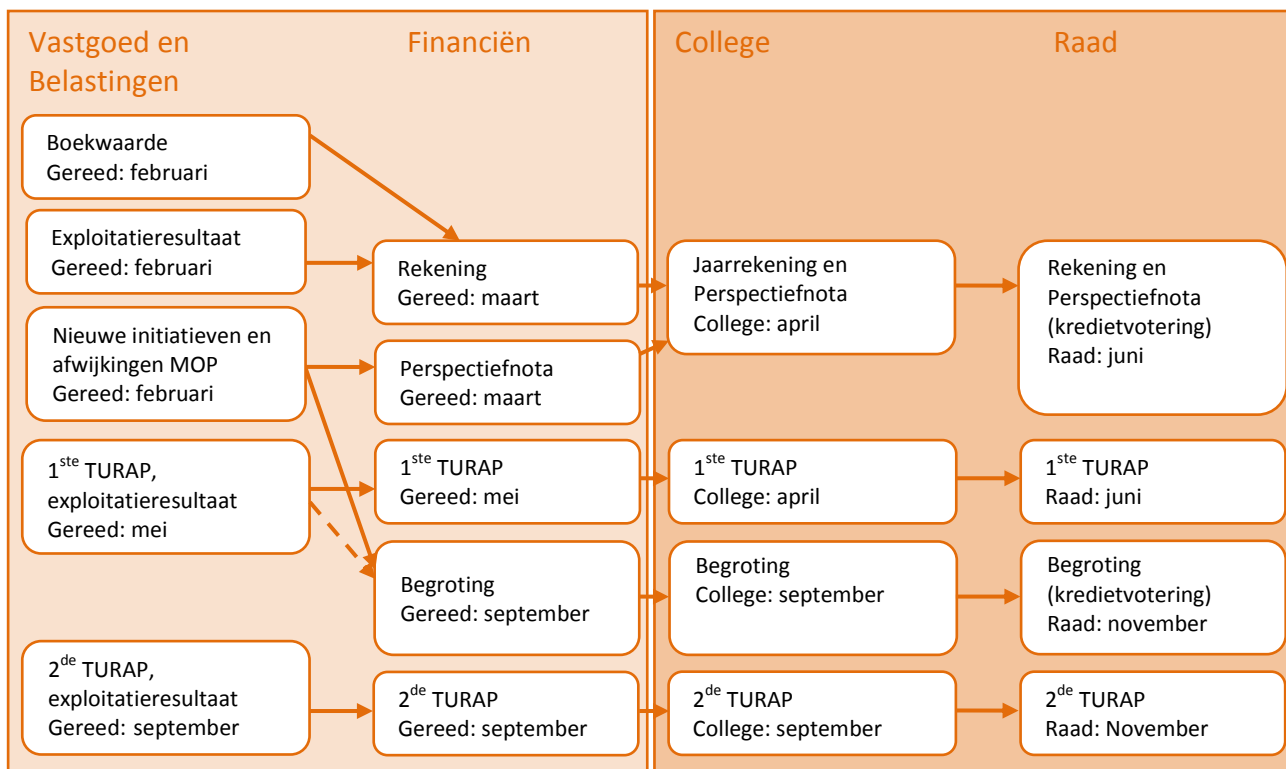 Vastgoed en
Belastingen
Financiën
College
Raad
Boekwaarde
Gereed: februari
Exploitatieresultaat
Gereed: februari
Nieuwe initiatieven en
afwijkingen MOP
Gereed: februari
1ste TURAP,
exploitatieresultaat
Gereed: mei
2de TURAP,
exploitatieresultaat
Gereed: september
Rekening
Gereed: maart
Perspectiefnota
Gereed: maart
1ste TURAP
Gereed: mei
Begroting
Gereed: september
2de TURAP
Gereed: september
Jaarrekening en
Perspectiefnota
College: april
1ste TURAP
College: april
Begroting
College: september
2de TURAP
College: september
Rekening en
Perspectiefnota
(kredietvotering)
Raad: juni
1ste TURAP
Raad: juni
Begroting
(kredietvotering)
Raad: november
2de TURAP
Raad: November